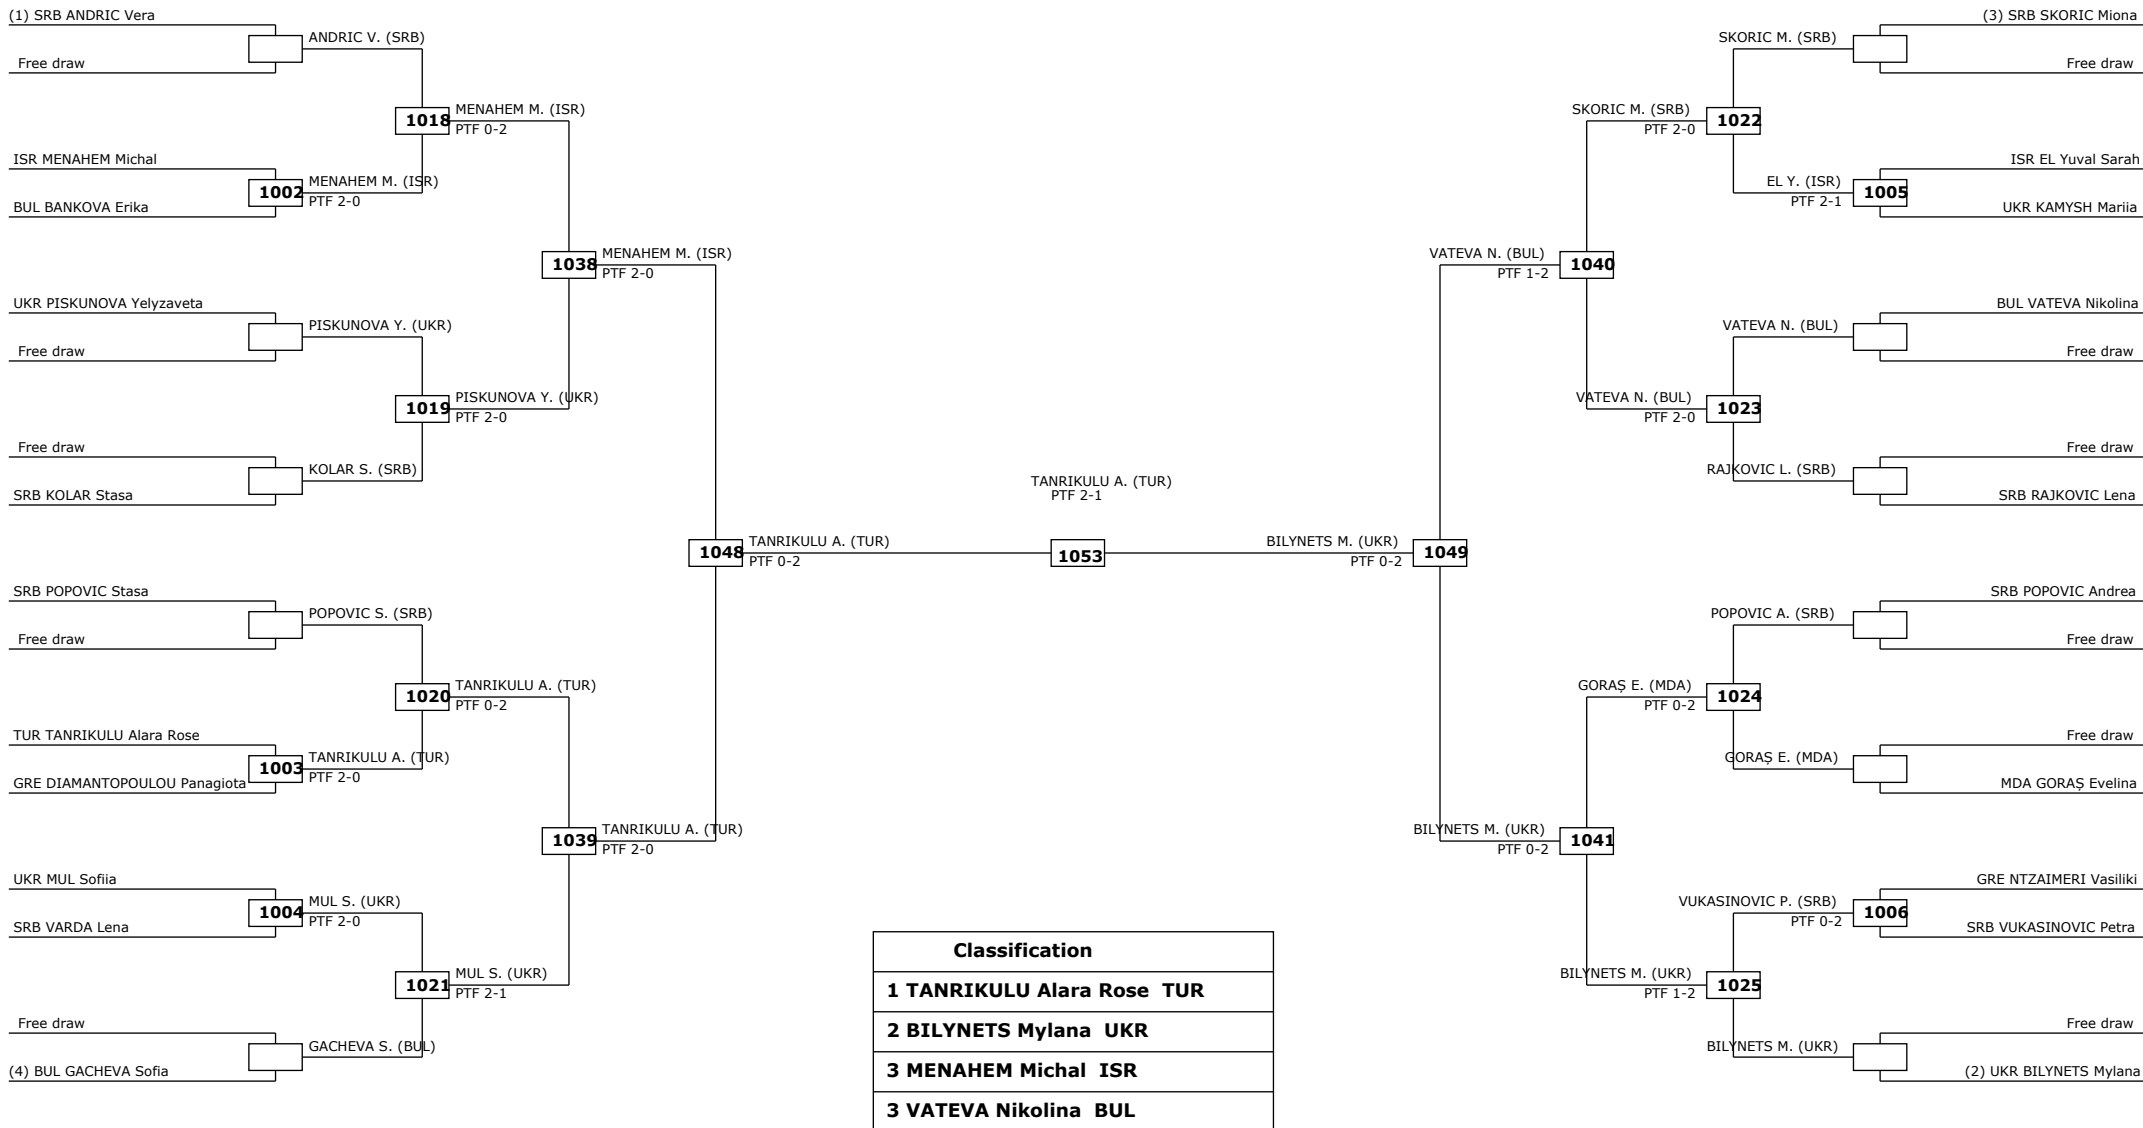 (1) SRB ANDRIC Vera
ANDRIC V. (SRB)
Free draw
1018
MENAHEM M. (ISR)
PTF 0-2
ISR MENAHEM Michal
1002
MENAHEM M. (ISR)
PTF 2-0
BUL BANKOVA Erika
1038
MENAHEM M. (ISR)
PTF 2-0
UKR PISKUNOVA Yelyzaveta
PISKUNOVA Y. (UKR)
Free draw
1019
PISKUNOVA Y. (UKR)
PTF 2-0
Free draw
KOLAR S. (SRB)
SRB KOLAR Stasa
1048
TANRIKULU A. (TUR)
PTF 0-2
SRB POPOVIC Stasa
POPOVIC S. (SRB)
Free draw
1020
TANRIKULU A. (TUR)
PTF 0-2
TUR TANRIKULU Alara Rose
1003
TANRIKULU A. (TUR)
PTF 2-0
GRE DIAMANTOPOULOU Panagiota
1039
TANRIKULU A. (TUR)
PTF 2-0
UKR MUL Sofiia
1004
MUL S. (UKR)
PTF 2-0
SRB VARDA Lena
1021
MUL S. (UKR)
PTF 2-1
Free draw
GACHEVA S. (BUL)
(4) BUL GACHEVA Sofia
TANRIKULU A. (TUR)
PTF 2-1
1053
(3) SRB SKORIC Miona
SKORIC M. (SRB)
Free draw
SKORIC M. (SRB)
PTF 2-0
1022
ISR EL Yuval Sarah
EL Y. (ISR)
PTF 2-1
1005
UKR KAMYSH Mariia
VATEVA N. (BUL)
PTF 1-2
1040
BUL VATEVA Nikolina
VATEVA N. (BUL)
Free draw
VATEVA N. (BUL)
PTF 2-0
1023
Free draw
RAJKOVIC L. (SRB)
SRB RAJKOVIC Lena
BILYNETS M. (UKR)
PTF 0-2
1049
SRB POPOVIC Andrea
POPOVIC A. (SRB)
Free draw
GORAȘ E. (MDA)
PTF 0-2
1024
Free draw
GORAȘ E. (MDA)
MDA GORAȘ Evelina
BILYNETS M. (UKR)
PTF 0-2
1041
GRE NTZAIMERI Vasiliki
VUKASINOVIC P. (SRB)
PTF 0-2
1006
SRB VUKASINOVIC Petra
BILYNETS M. (UKR)
PTF 1-2
1025
Free draw
BILYNETS M. (UKR)
(2) UKR BILYNETS Mylana
Classification
1 TANRIKULU Alara Rose TUR
2 BILYNETS Mylana UKR
3 MENAHEM Michal ISR
3 VATEVA Nikolina BUL